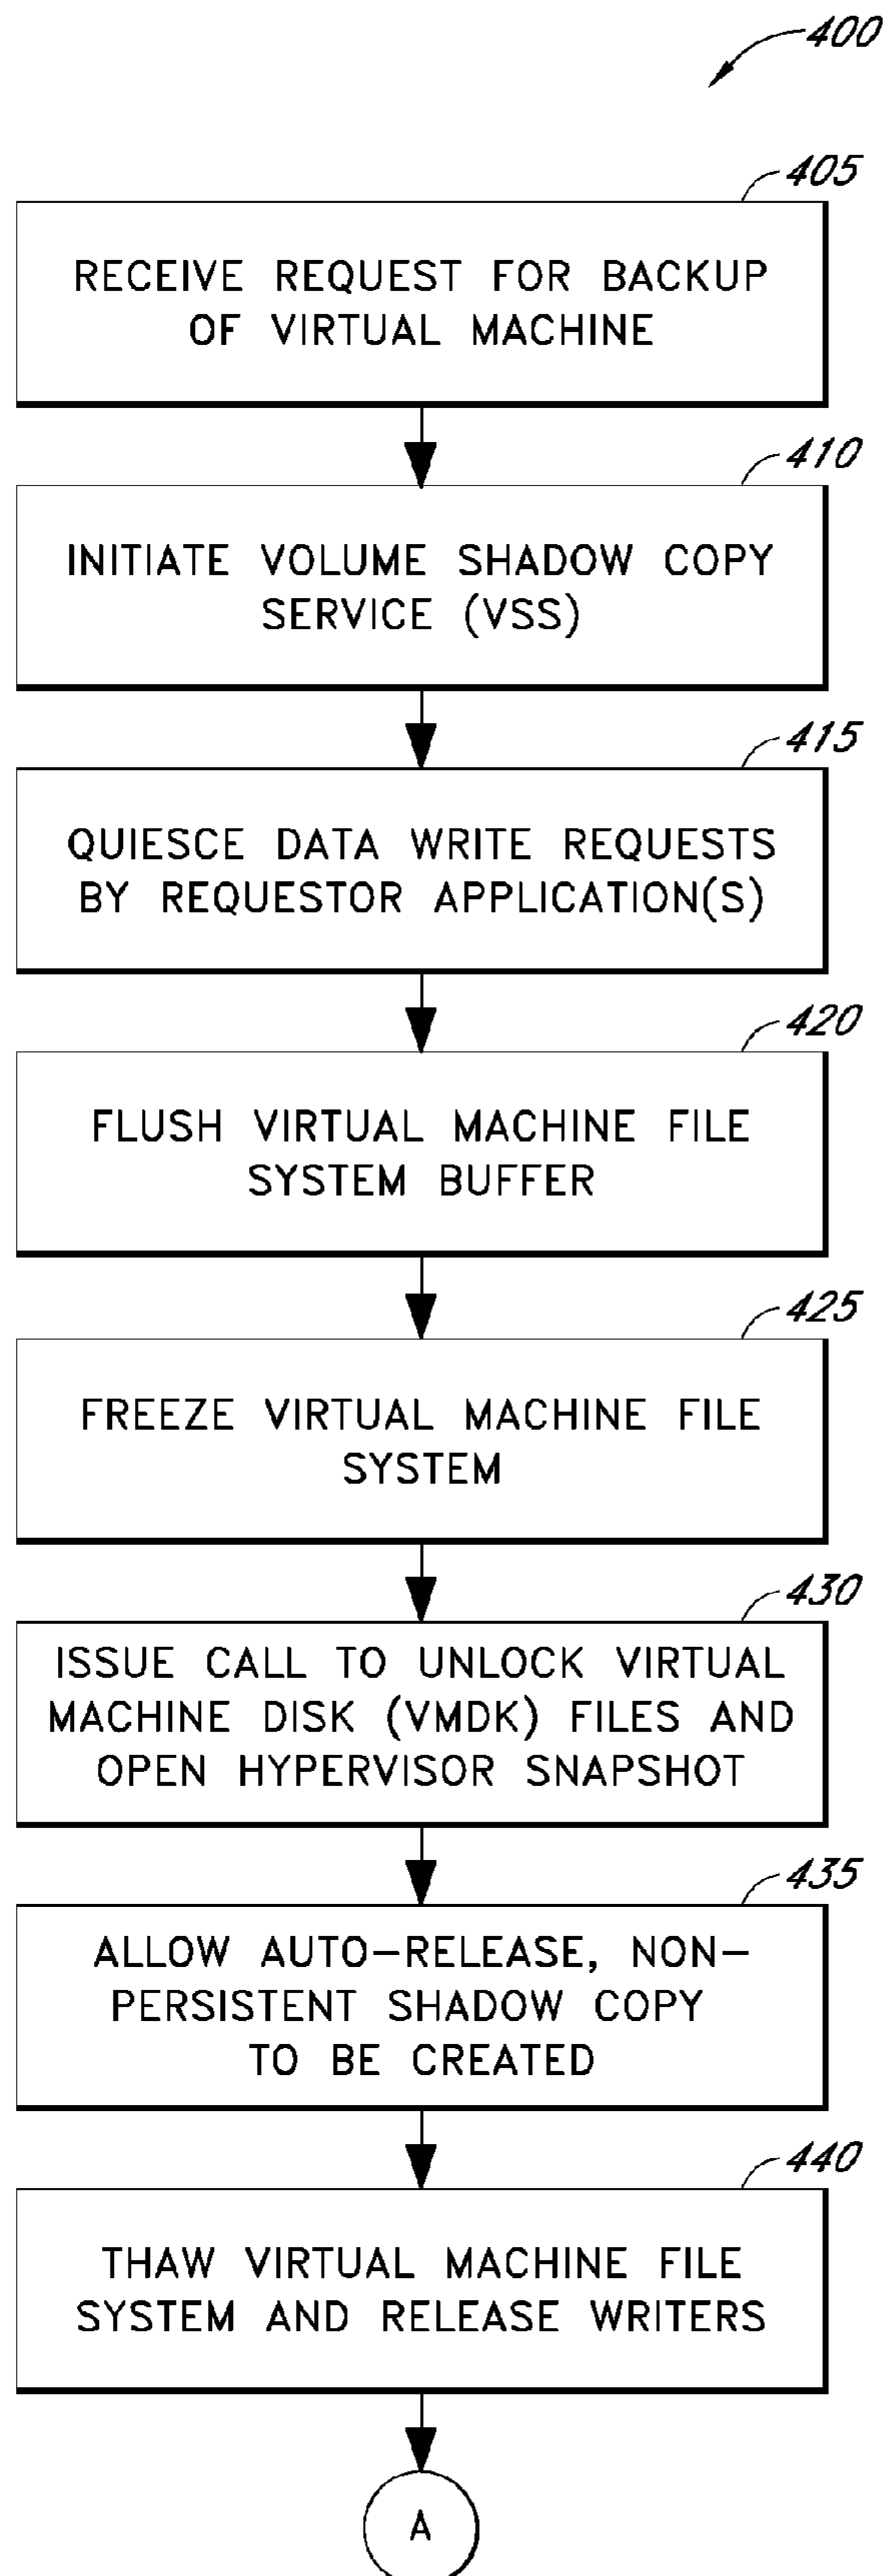 400
405
RECEIVE REQUEST FOR BACKUP
OF VIRTUAL MACHINE
410
INITIATE VOLUME SHADOW COPY
SERVICE (VSS)
415
QUIESCE DATA WRITE REQUESTS
BY REQUESTOR APPLICATION(S)
420
FLUSH VIRTUAL MACHINE FILE
SYSTEM BUFFER
425
FREEZE VIRTUAL MACHINE FILE
SYSTEM
430
ISSUE CALL TO UNLOCK VIRTUAL
MACHINE DISK (VMDK) FILES AND
OPEN HYPERVISOR SNAPSHOT
435
ALLOW AUTO-RELEASE, NON-
PERSISTENT SHADOW COPY
TO BE CREATED
440
THAW VIRTUAL MACHINE FILE
SYSTEM AND RELEASE WRITERS
A